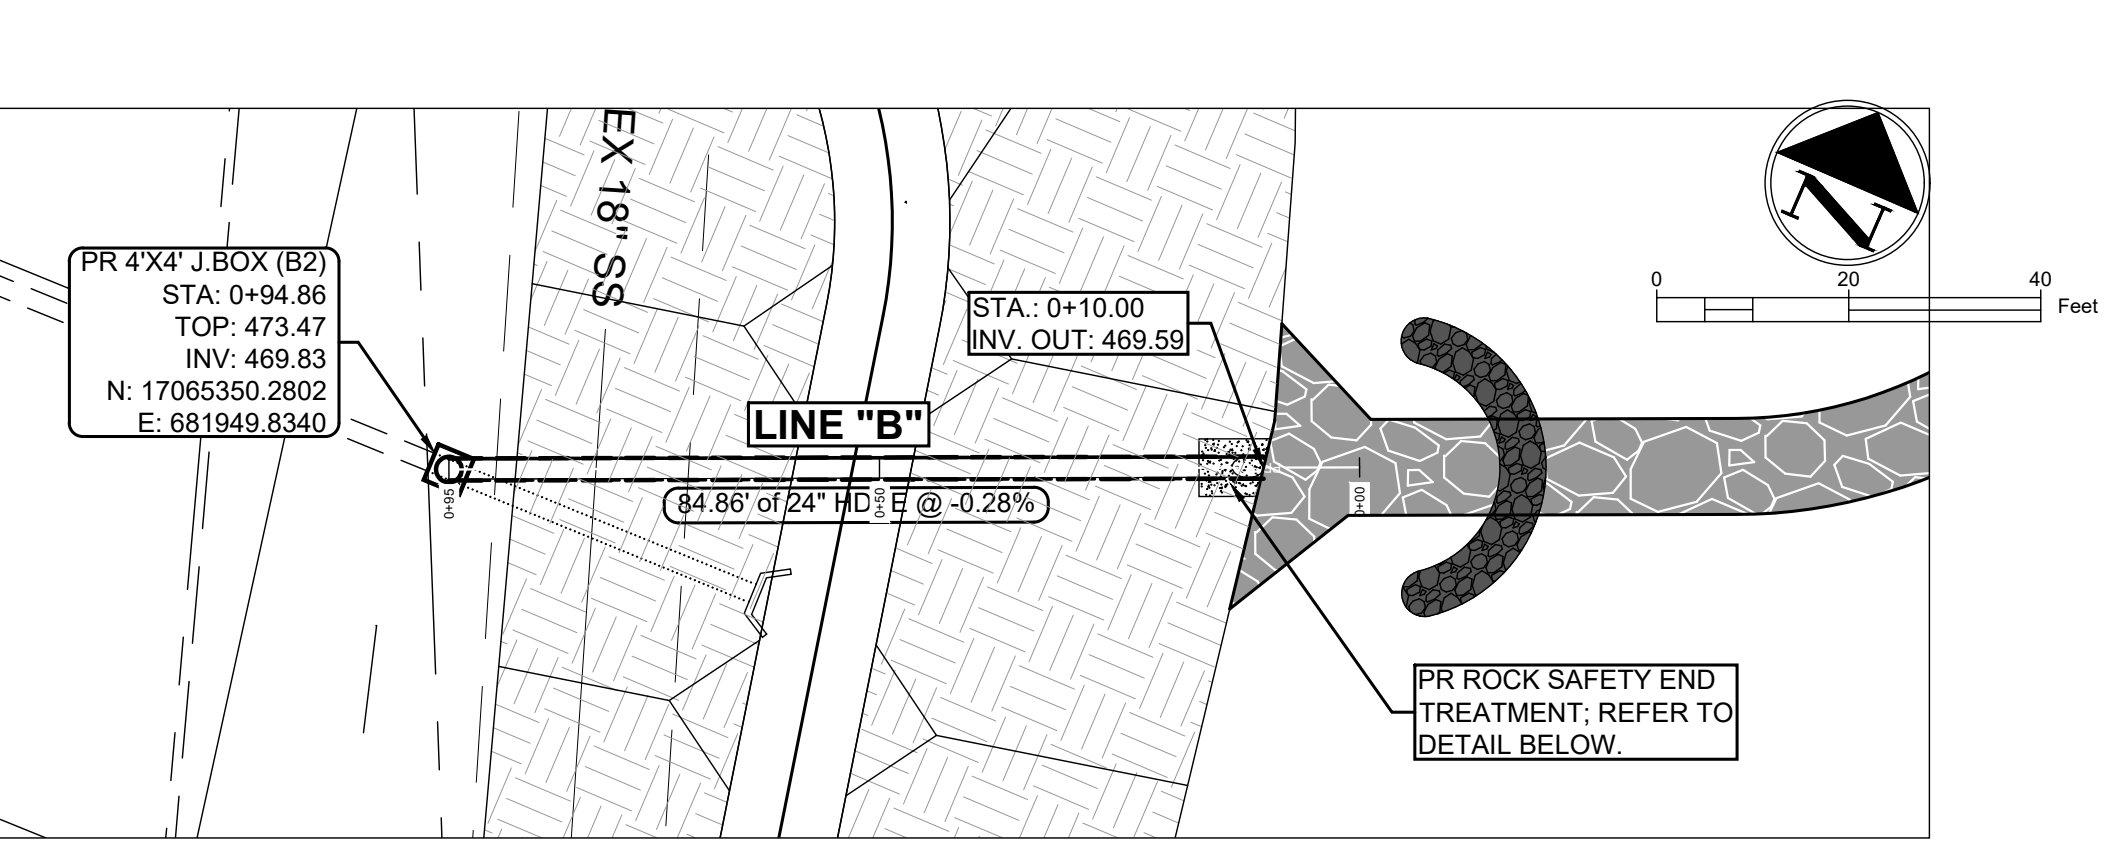 EX 18" SS
0 20 40
Feet
N
PR 4'X4' J.BOX (B2)
STA: 0+94.86
TOP: 473.47
INV: 469.83
N: 17065350.2802
E: 681949.8340
STA.: 0+10.00
INV. OUT: 469.59
LINE "B"
84.86' of 24" HD E @ -0.28%
0+95
0+50
0+00
PR ROCK SAFETY END
TREATMENT; REFER TO
DETAIL BELOW.